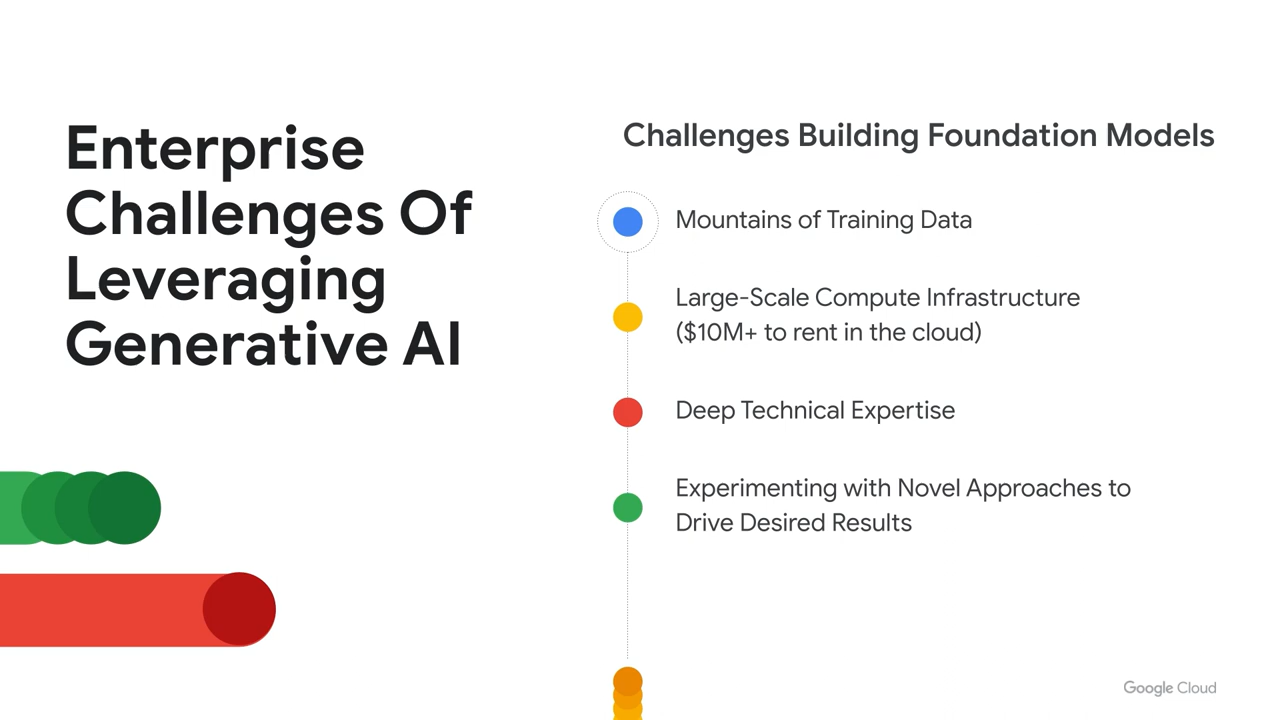 Enterprise
Challenges Of
Leveraging
Generative AI
Challenges Building Foundation Models
Mountains of Training Data
Large-Scale Compute Infrastructure
($10M+ to rent in the cloud)
Deep Technical Expertise
Experimenting with Novel Approaches to
Drive Desired Results
Google Cloud